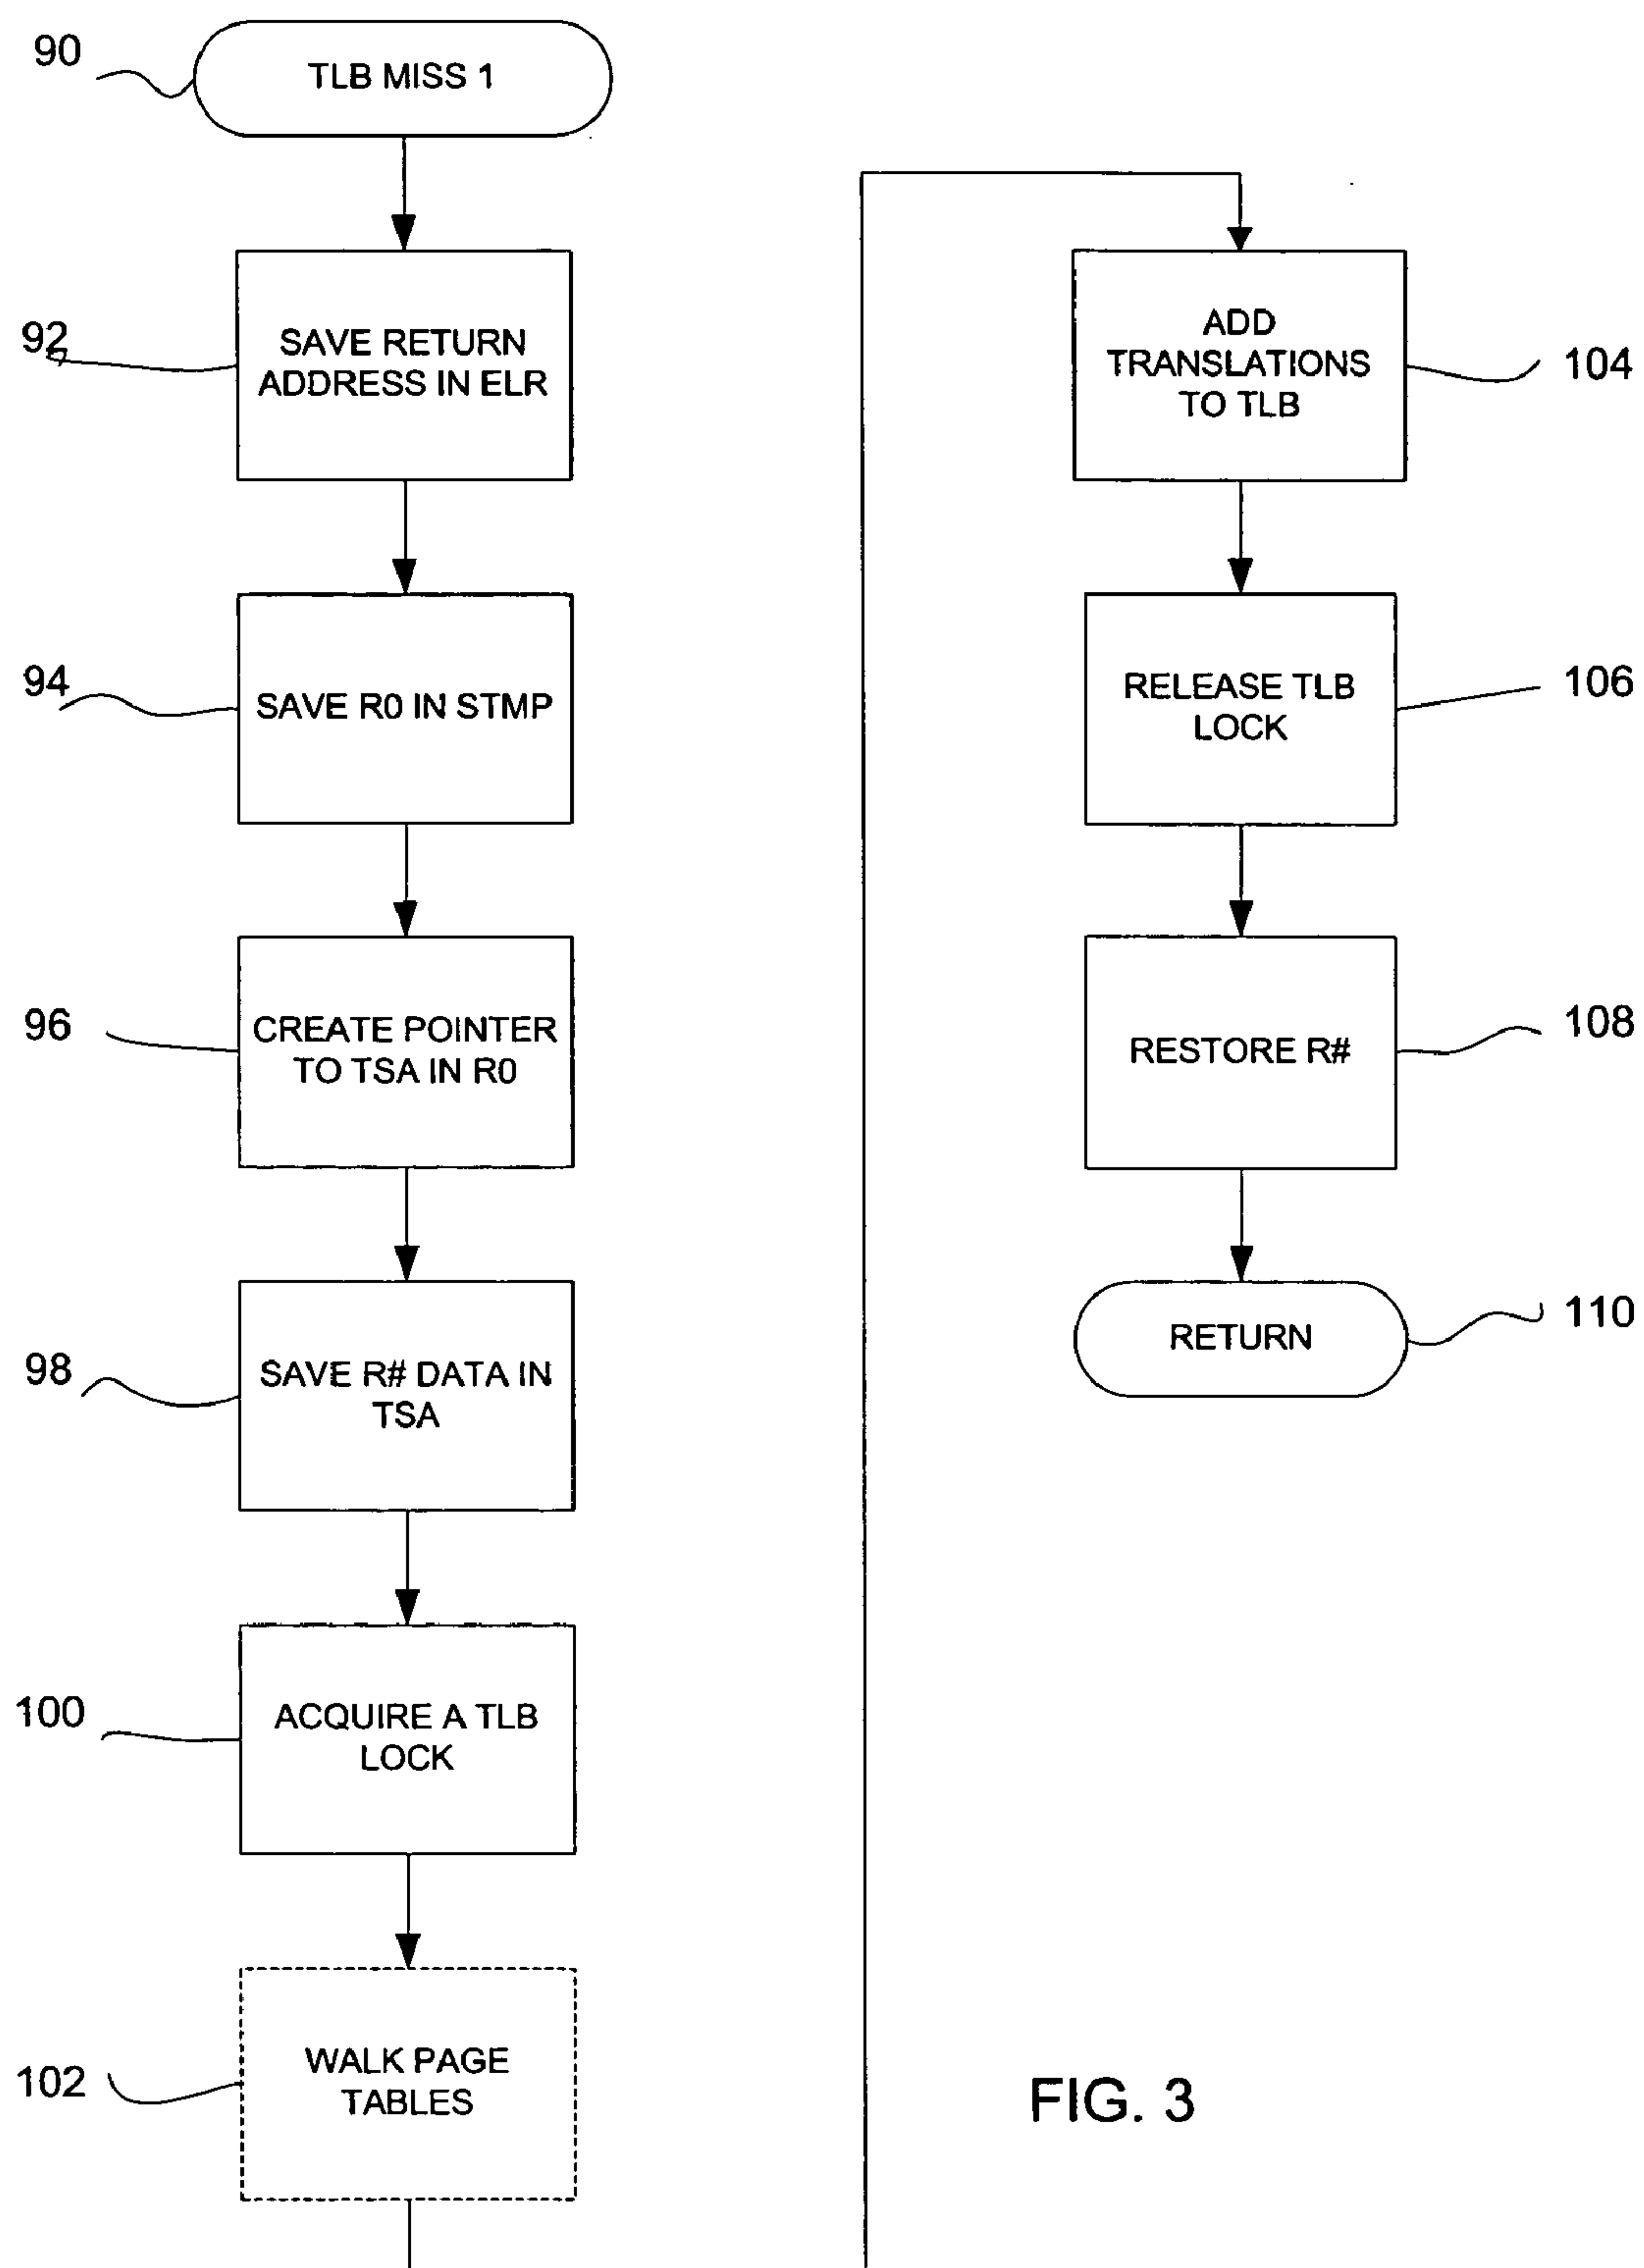 90
TLB MISS 1
92
SAVE RETURN
ADDRESS IN ELR
94
SAVE R0 IN STMP
96
CREATE POINTER
TO TSA IN R0
98
SAVE R# DATA IN
TSA
100
ACQUIRE A TLB
LOCK
102
WALK PAGE
TABLES
ADD
TRANSLATIONS
TO TLB
104
RELEASE TLB
LOCK
106
RESTORE R#
108
RETURN
110
FIG. 3